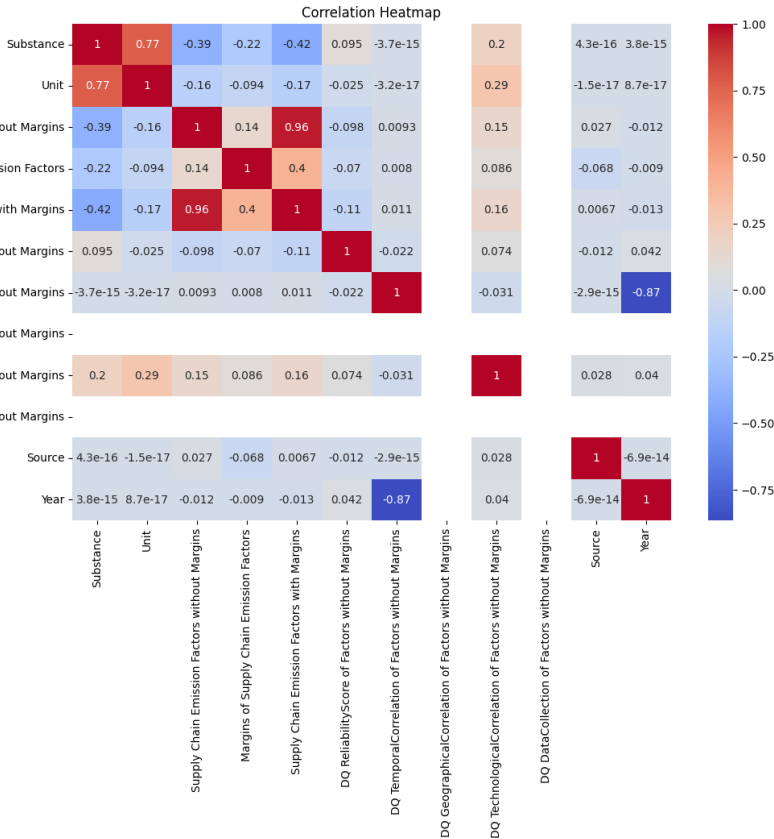 Correlation Heatmap
Substance 1 0.77 -0.39 -0.22 -0.42 0.095 -3.7e-15 0.2 4.3e-16 3.8e-15
Unit 0.77 1 -0.16 -0.094 -0.17 -0.025 -3.2e-17 0.29 -1.5e-17 8.7e-17
out Margins -0.39 -0.16 1 0.14 0.96 -0.098 0.0093 0.15 0.027 -0.012
sion Factors -0.22 -0.094 0.14 1 0.4 -0.07 0.008 0.086 -0.068 -0.009
with Margins -0.42 -0.17 0.96 0.4 1 -0.11 0.011 0.16 0.0067 -0.013
out Margins 0.095 -0.025 -0.098 -0.07 -0.11 1 -0.022 0.074 -0.012 0.042
out Margins -3.7e-15 -3.2e-17 0.0093 0.008 0.011 -0.022 1 -0.031 -2.9e-15 -0.87
out Margins
out Margins 0.2 0.29 0.15 0.086 0.16 0.074 -0.031 1 0.028 0.04
out Margins
Source 4.3e-16 -1.5e-17 0.027 -0.068 0.0067 -0.012 -2.9e-15 0.028 1 -6.9e-14
Year 3.8e-15 8.7e-17 -0.012 -0.009 -0.013 0.042 -0.87 0.04 -6.9e-14 1
Substance
Unit
Supply Chain Emission Factors without Margins
Margins of Supply Chain Emission Factors
Supply Chain Emission Factors with Margins
DQ ReliabilityScore of Factors without Margins
DQ TemporalCorrelation of Factors without Margins
DQ GeographicalCorrelation of Factors without Margins
DQ TechnologicalCorrelation of Factors without Margins
DQ DataCollection of Factors without Margins
Source
Year
1.00
0.75
0.50
0.25
0.00
−0.25
−0.50
−0.75